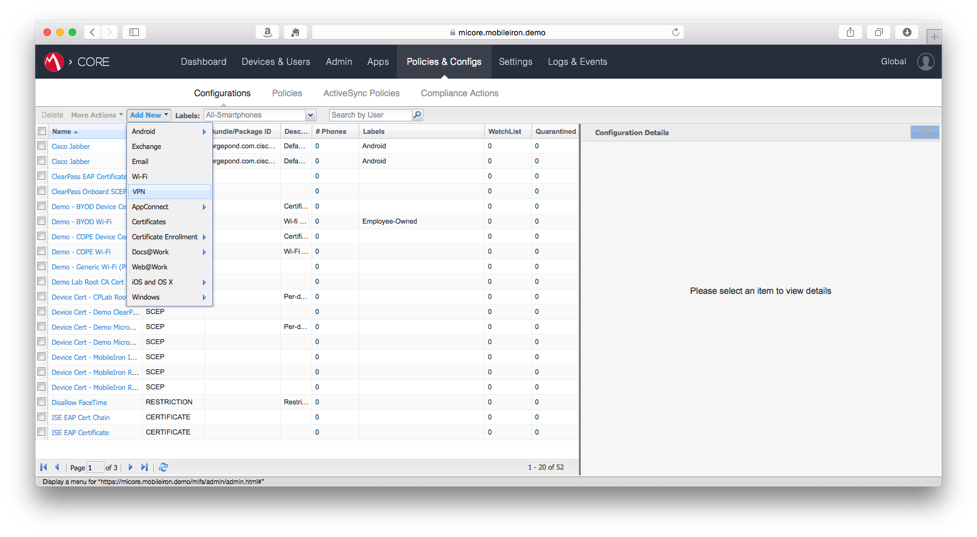 micore.mobileiron.demo
CORE
Dashboard Devices & Users Admin Apps Policies & Configs Settings Logs & Events Global
Configurations Policies ActiveSync Policies Compliance Actions
Delete More Actions Add New Labels: All-Smartphones Search by User
Name undle/Package ID Desc... # Phones Labels WatchList Quarantined
Configuration Details
Android
Exchange
Email
Wi-Fi
VPN
AppConnect
Certificates
Certificate Enrollment
Docs@Work
Web@Work
iOS and OS X
Windows
Cisco Jabber argepond.com.cisc... Defa... 0 Android 0 0
Cisco Jabber argepond.com.cisc... Defa... 0 Android 0 0
ClearPass EAP Certificate 0 0 0
ClearPass Onboard SCEP 0 0 0
Demo - BYOD Device Ce Certifi... 0 0 0
Demo - BYOD Wi-Fi Wi-fi ... 0 Employee-Owned 0 0
Demo - COPE Device Ce Certifi... 0 0 0
Demo - COPE Wi-Fi Wi-Fi ... 0 0 0
Demo - Generic Wi-Fi (P 0 0 0
Demo Lab Root CA Cert 0 0 0
Device Cert - CPLab Roo Per-d... 0 0 0
Device Cert - Demo ClearP... SCEP 0 0 0
Device Cert - Demo Micro... SCEP Per-d... 0 0 0
Device Cert - Demo Micro... SCEP 0 0 0
Device Cert - MobileIron I... SCEP 0 0 0
Device Cert - MobileIron R... SCEP 0 0 0
Device Cert - MobileIron R... SCEP 0 0 0
Disallow FaceTime RESTRICTION Restri... 0 0 0
ISE EAP Cert Chain CERTIFICATE 0 0 0
ISE EAP Certificate CERTIFICATE 0 0 0
Please select an item to view details
Page 1 of 3 1 - 20 of 52
Display a menu for "https://micore.mobileiron.demo/mifs/admin/admin.html#"